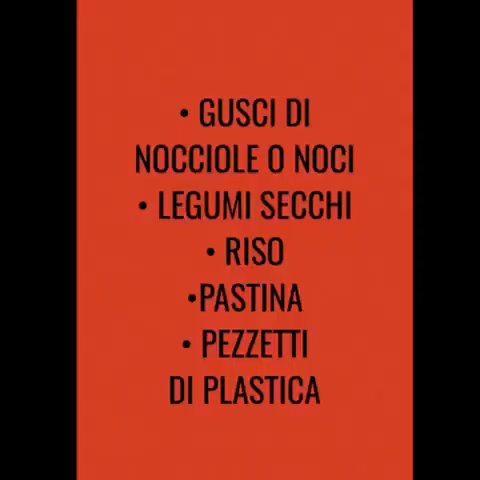 • GUSCI DI
NOCCIOLE O NOCI
• LEGUMI SECCHI
• RISO
•PASTINA
• PEZZETTI
DI PLASTICA